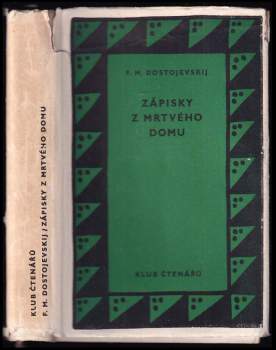 F. M. DOSTOJEVSKIJ
ZÁPISKY
Z MRTVÉHO
DOMU
KLUB ČTENÁŘŮ
KLUB ČTENÁŘŮ
F. M. DOSTOJEVSKIJ / ZÁPISKY Z MRTVÉHO DOMU